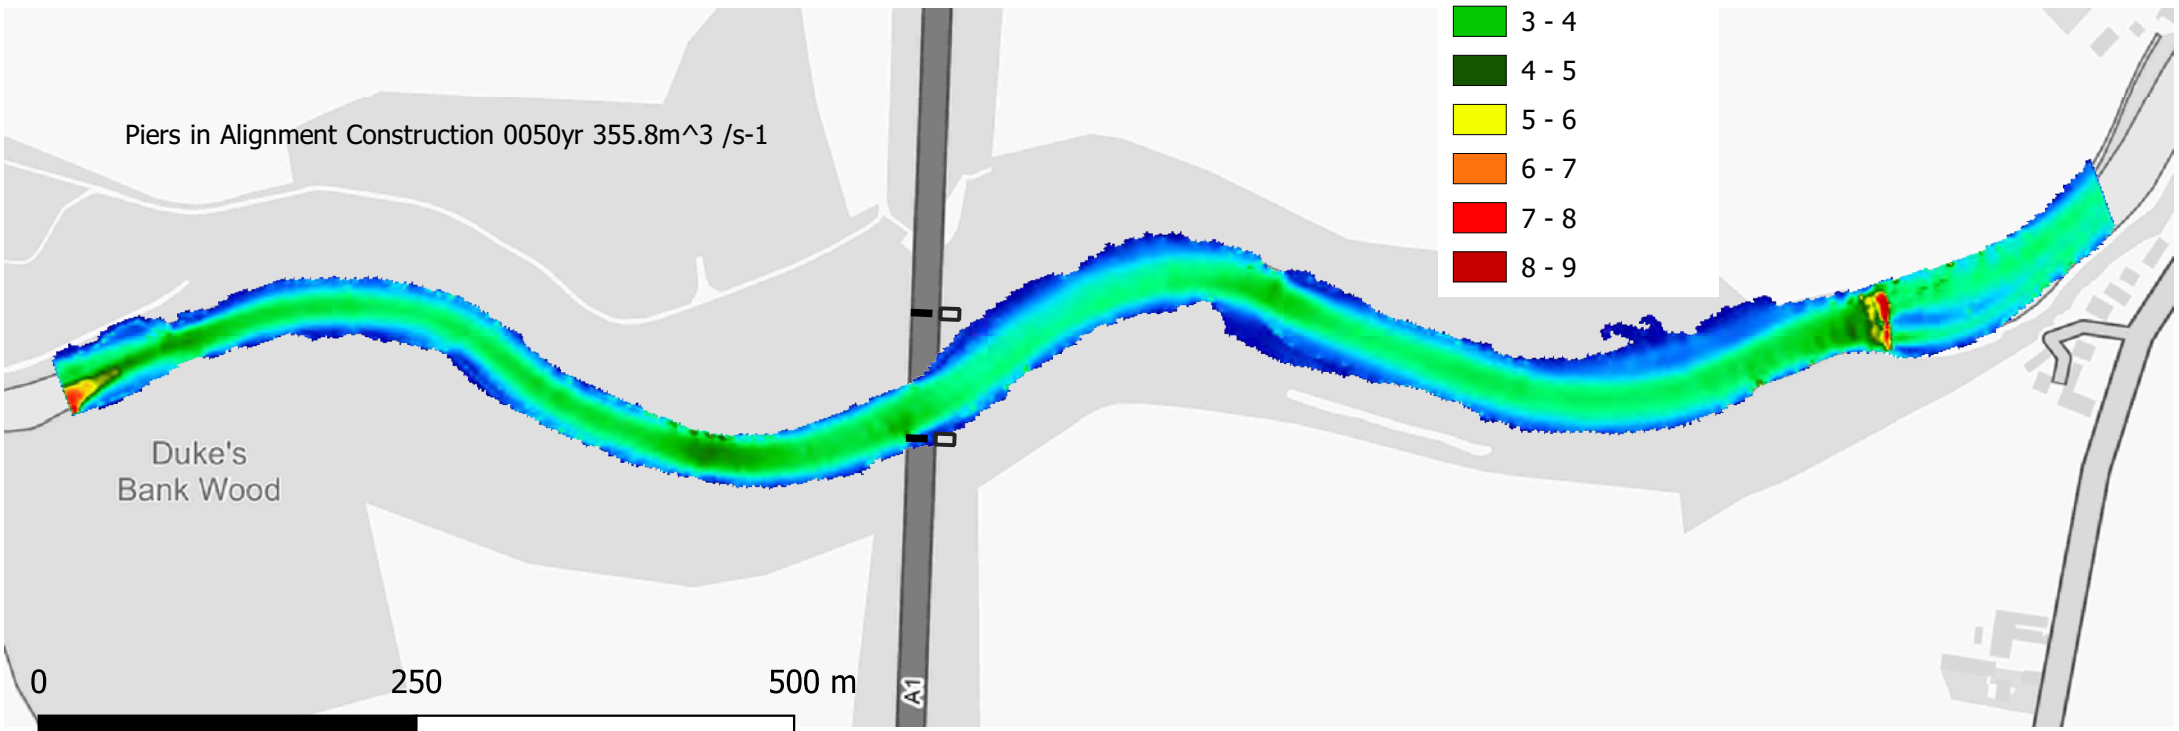 3 - 4
4 - 5
5 - 6
6 - 7
7 - 8
8 - 9
Piers in Alignment Construction 0050yr 355.8m^3 /s-1
Duke's
Bank Wood
0 250 500 m
A1